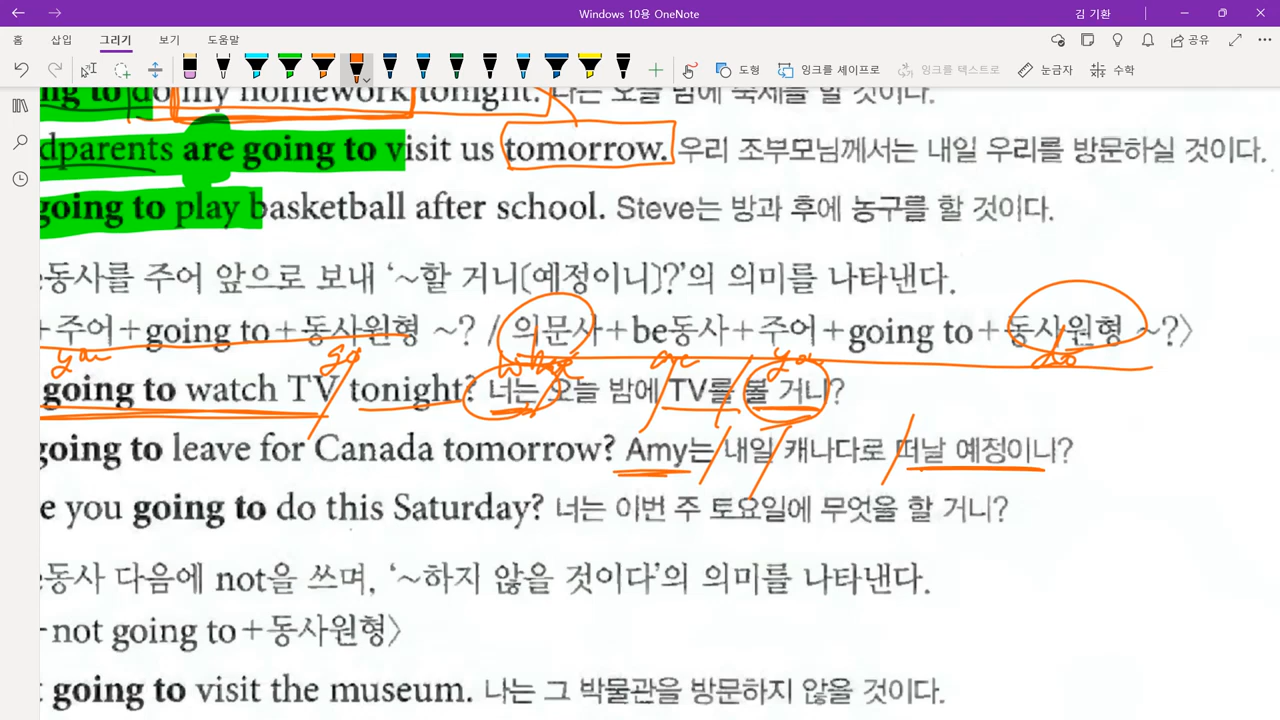 Windows 10용 OneNote
김 기환
홈 삽입 그리기 보기 도움말
공유
도형 잉크를 셰이프로 잉크를 텍스트로 눈금자 수학
ng to do my homework tonight. 나는 오늘 밤에 숙제를 할 것이다.
dparents are going to visit us tomorrow. 우리 조부모님께서는 내일 우리를 방문하실 것이다.
going to play basketball after school. Steve는 방과 후에 농구를 할 것이다.
e동사를 주어 앞으로 보내 ‘~할 거니(예정이니)?’의 의미를 나타낸다.
+주어+going to+동사원형 ~? / 의문사+be동사+주어+going to+동사원형 ~?〉
you go what are you do
going to watch TV tonight? 너는 오늘 밤에 TV를 볼 거니?
going to leave for Canada tomorrow? Amy는 내일 캐나다로 떠날 예정이니?
e you going to do this Saturday? 너는 이번 주 토요일에 무엇을 할 거니?
e동사 다음에 not을 쓰며, ‘~하지 않을 것이다’의 의미를 나타낸다.
not going to+동사원형〉
going to visit the museum. 나는 그 박물관을 방문하지 않을 것이다.